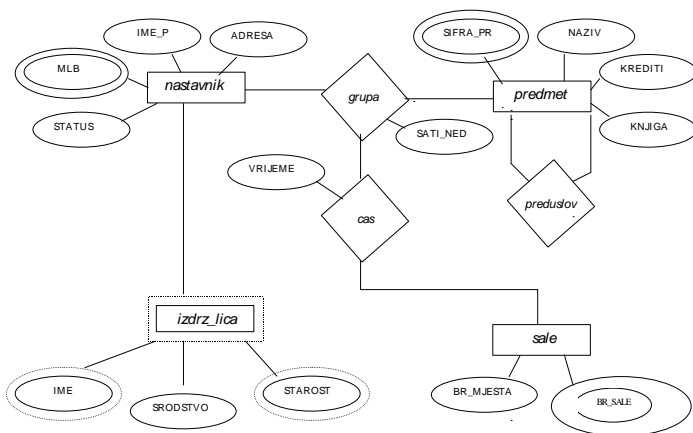 IME_P
ADRESA
SIFRA_PR
NAZIV
MLB
nastavnik
grupa
predmet
KREDITI
STATUS
SATI_NED
KNJIGA
VRIJEME
cas
preduslov
izdrz_lica
sale
IME
SRODSTVO
STAROST
BR_MJESTA
BR_SALE